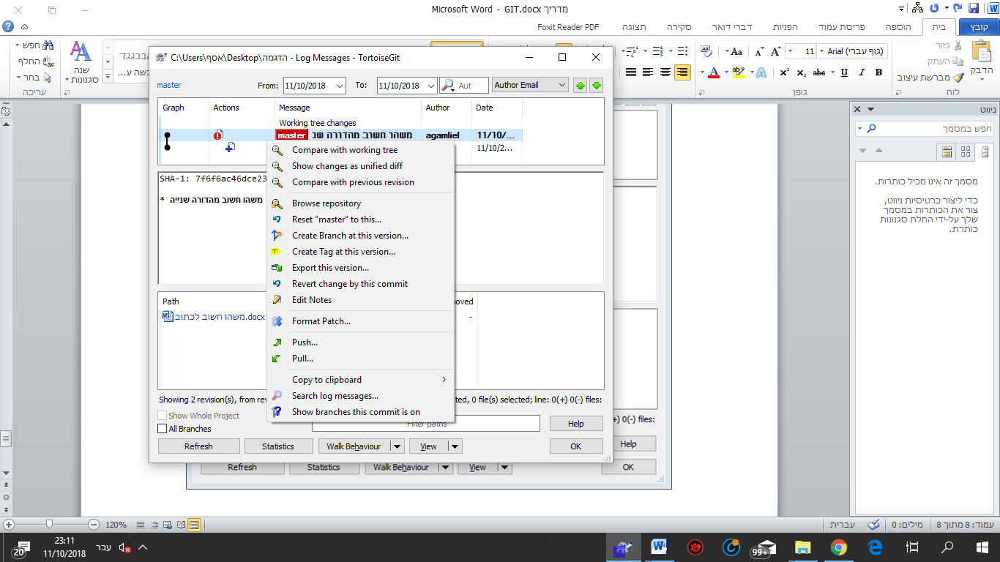 מדריך GIT.docx - Microsoft Word
קובץ
בית
הוספה
פריסת עמוד
הפניות
דברי דואר
סקירה
תצוגה
Foxit Reader PDF
הדבק
גזור
העתק
מברשת עיצוב
לוח
גוף עברי) Arial)
11
Aa
A
A
B
I
U
abc
x²
x₂
גופן
שנה
סגנונות
חפש
החלף
בחר
עריכה
C:\Users\אסף\Desktop\הדגמה - Log Messages - TortoiseGit
master
From:
11/10/2018
To:
11/10/2018
Aut
Author Email
Graph
Actions
Message
Author
Date
Working tree changes
master
משהו חשוב מהדורה שנ
agamliel
11/10/...
11/10/2...
SHA-1: 7f6f6ac46dce23
* משהו חשוב מהדורה שנייה
Compare with working tree
Show changes as unified diff
Compare with previous revision
Browse repository
Reset "master" to this...
Create Branch at this version...
Create Tag at this version...
Export this version...
Revert change by this commit
Edit Notes
Format Patch...
Push...
Pull...
Copy to clipboard
Search log messages...
Show branches this commit is on
Path
oved
משהו חשוב לכתוב.docx
-
Showing 2 revision(s), from rev
ted, 0 file(s) selected; line: 0(+) 0(-) files:
Show Whole Project
All Branches
Filter paths
Help
Refresh
Statistics
Walk Behaviour
View
OK
+) 0(-) files:
Help
Refresh
Statistics
Walk Behaviour
View
OK
ניווט
חפש במסמך
מסמך זה אינו מכיל כותרות.
כדי ליצור כרטיסיות ניווט,
צור את הכותרות במסמך
שלך על-ידי החלת סגנונות
כותרת.
עמוד: 8 מתוך 8
מילים: 0
עברית
120%
23:11
11/10/2018
עבר
20
99+